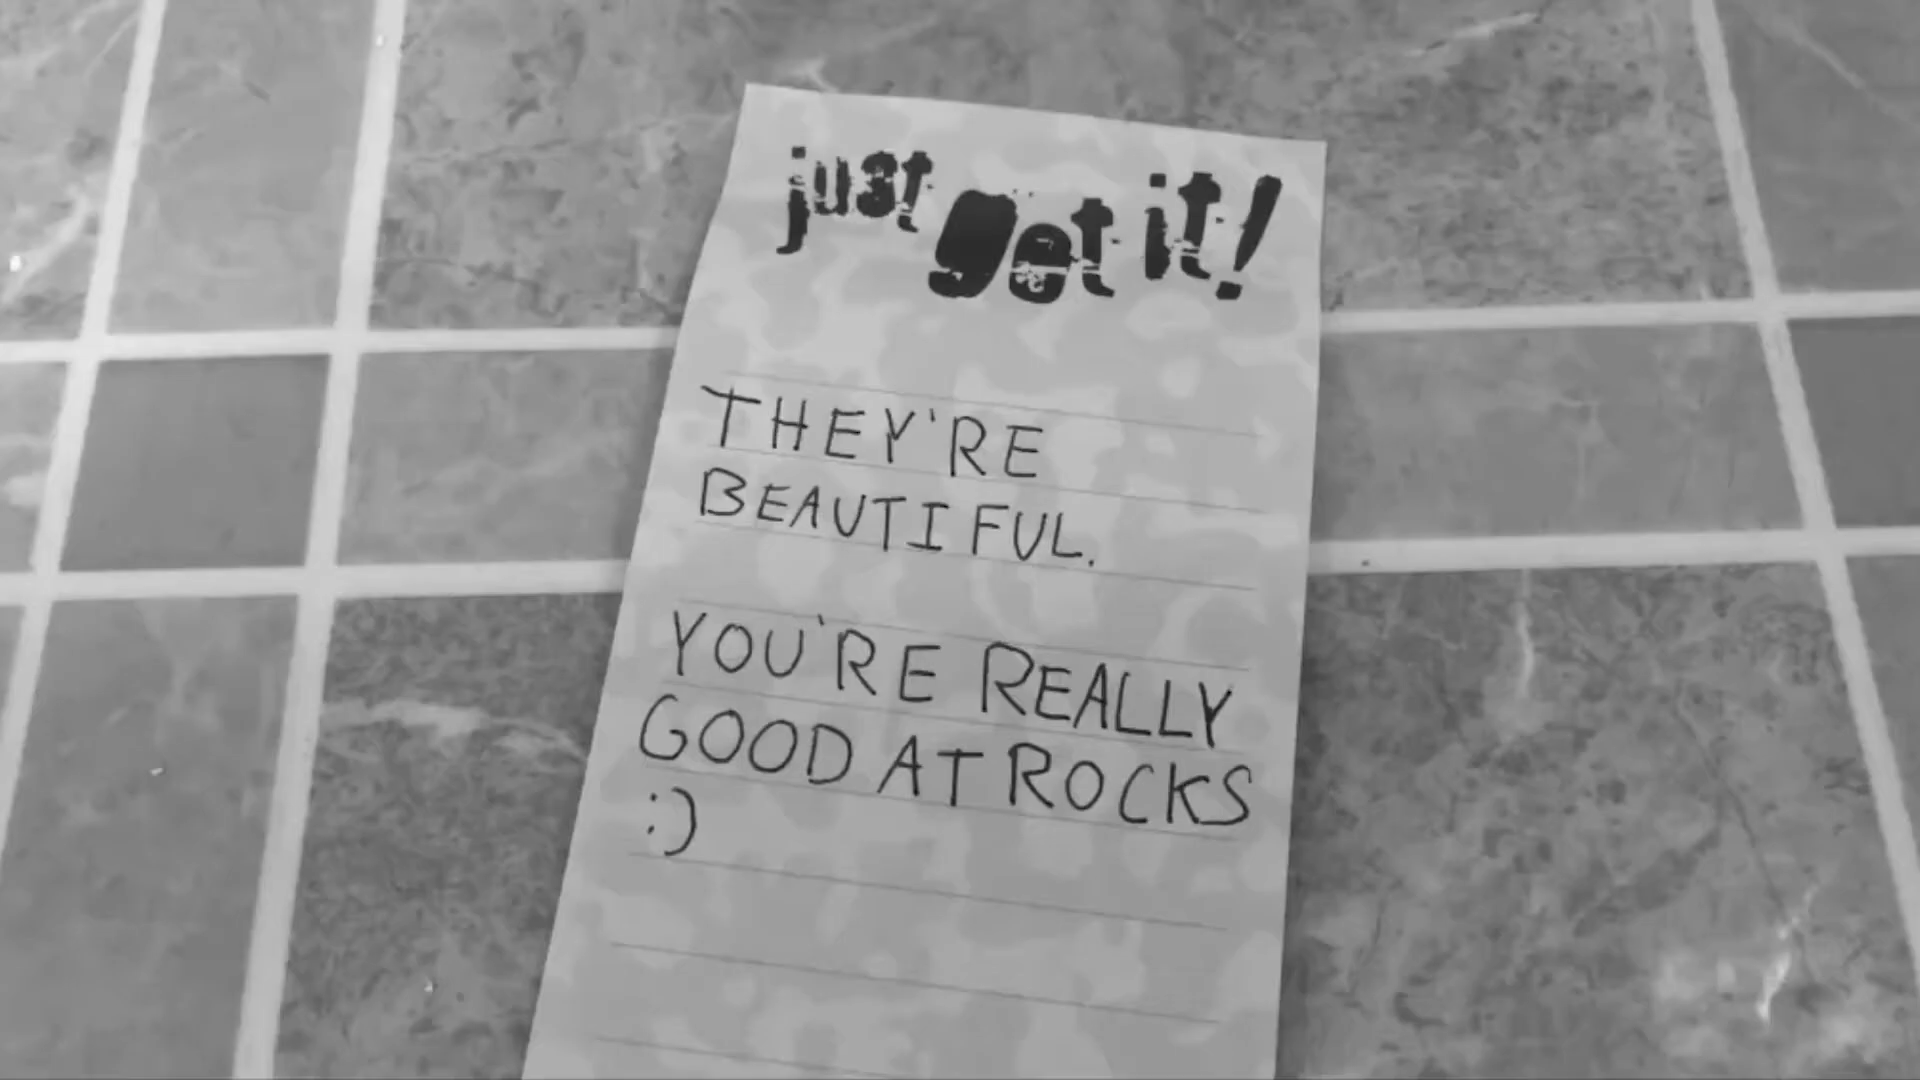 just get it!
THEY'RE
BEAUTIFUL.
YOU'RE REALLY
GOOD AT ROCKS
:)